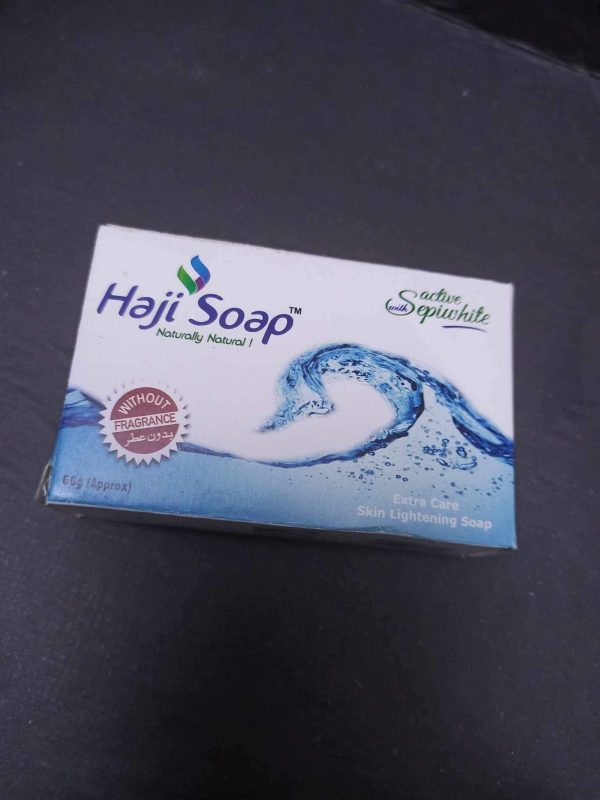 Haji Soap™
Naturally Natural !
with active
Sepiwhite
WITHOUT
FRAGRANCE
بدون عطر
60g (Approx)
Extra Care
Skin Lightening Soap